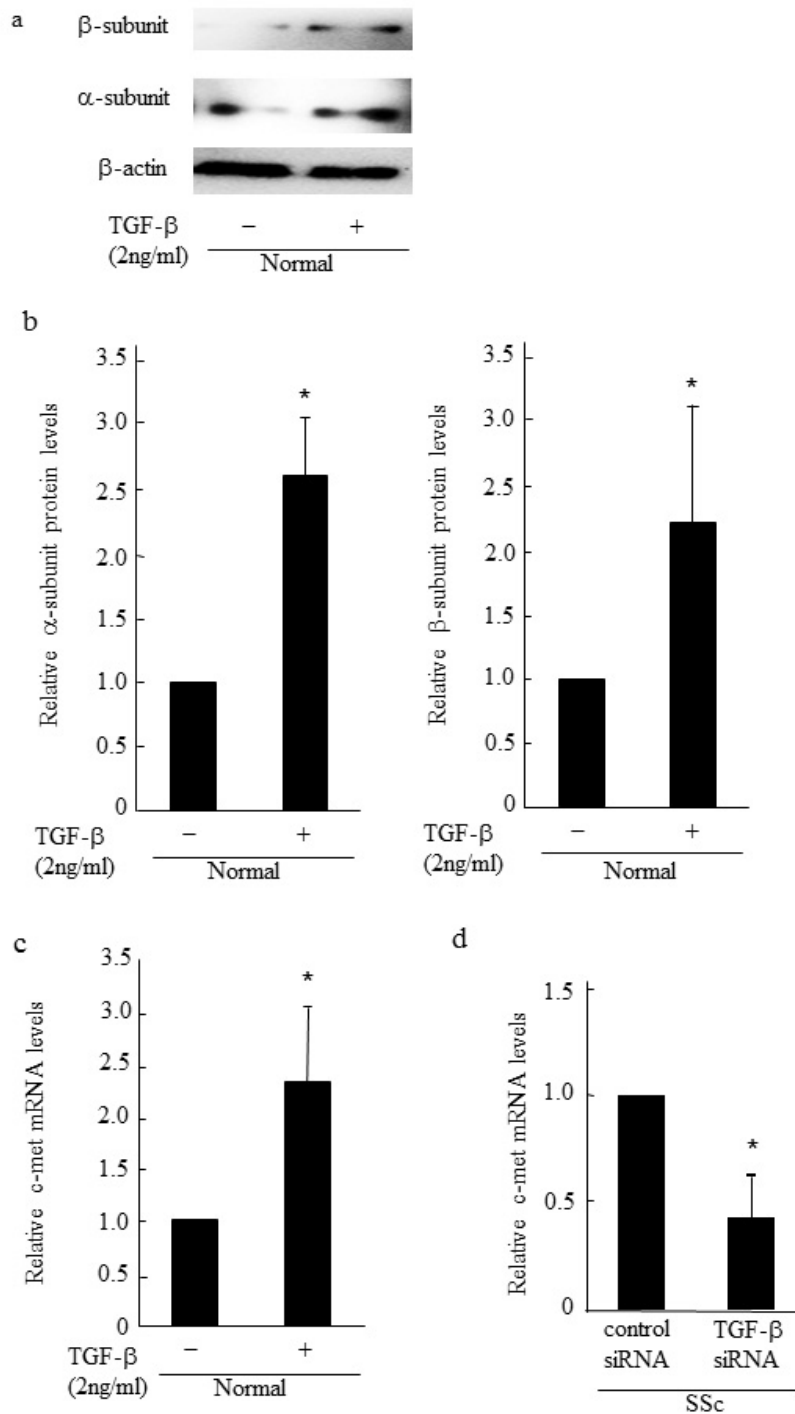 a
β-subunit
α-subunit
β-actin
TGF-β
(2ng/ml)
− +
Normal
b
Relative α-subunit protein levels
3.5
3.0
2.5
2.0
1.5
1.0
0.5
0
*
TGF-β
(2ng/ml)
− +
Normal
Relative β-subunit protein levels
3.5
3.0
2.5
2.0
1.5
1.0
0.5
0
*
TGF-β
(2ng/ml)
− +
Normal
c
Relative c-met mRNA levels
3.5
3.0
2.5
2.0
1.5
1.0
0.5
0
*
TGF-β
(2ng/ml)
− +
Normal
d
Relative c-met mRNA levels
1.5
1.0
0.5
0
*
control
siRNA
TGF-β
siRNA
SSc